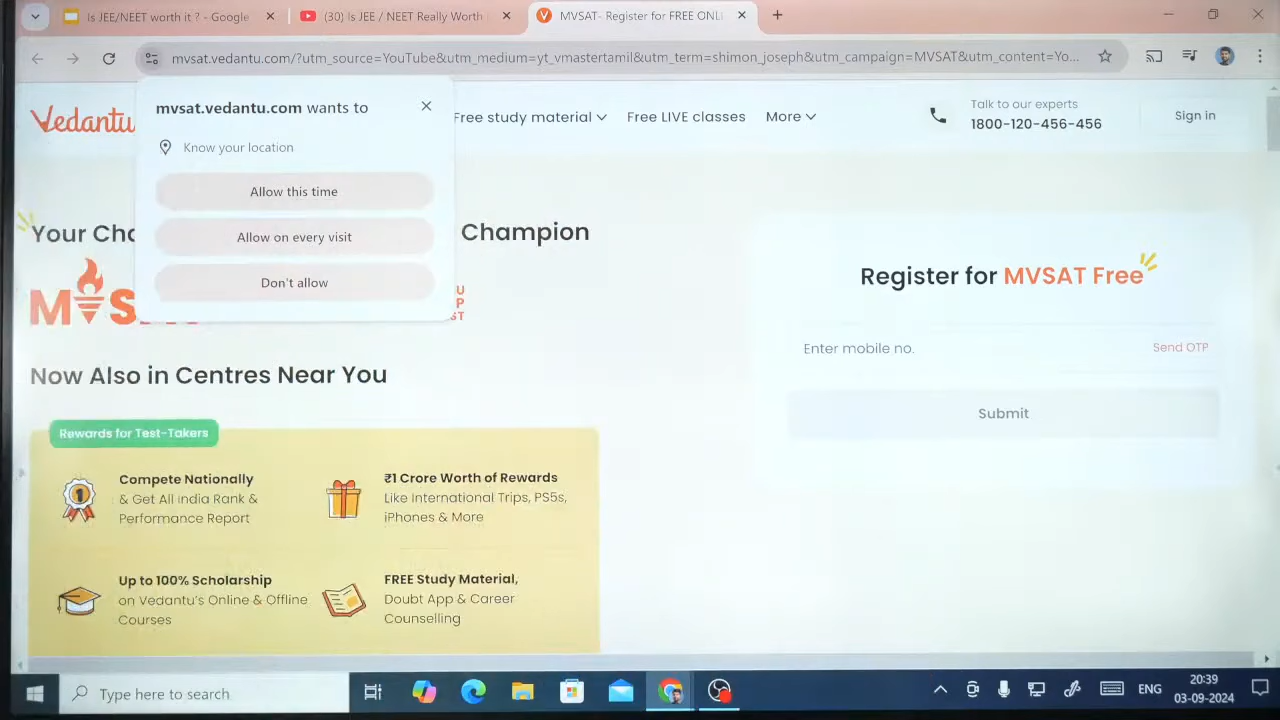 Is JEE/NEET worth it ? - Google
(30) Is JEE / NEET Really Worth
MVSAT- Register for FREE ONLI
mvsat.vedantu.com/?utm_source=YouTube&utm_medium=yt_vmastertamil&utm_term=shimon_joseph&utm_campaign=MVSAT&utm_content=Yo...
Vedantu
mvsat.vedantu.com wants to
Know your location
Allow this time
Allow on every visit
Don't allow
Free study material
Free LIVE classes
More
Talk to our experts
1800-120-456-456
Sign in
Your Cha
Champion
Now Also in Centres Near You
Register for MVSAT Free
Enter mobile no.
Send OTP
Submit
Rewards for Test-Takers
Compete Nationally
& Get All India Rank &
Performance Report
₹1 Crore Worth of Rewards
Like International Trips, PS5s,
iPhones & More
Up to 100% Scholarship
on Vedantu's Online & Offline
Courses
FREE Study Material,
Doubt App & Career
Counselling
Type here to search
ENG
20:39
03-09-2024